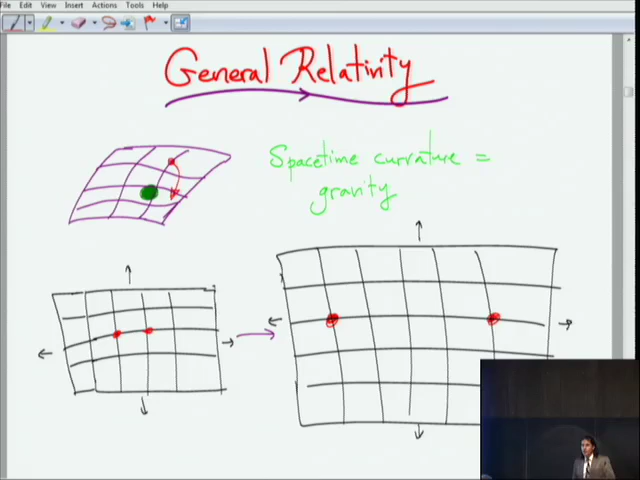 File Edit View Insert Actions Tools Help
General Relativity
Spacetime curvature =
gravity